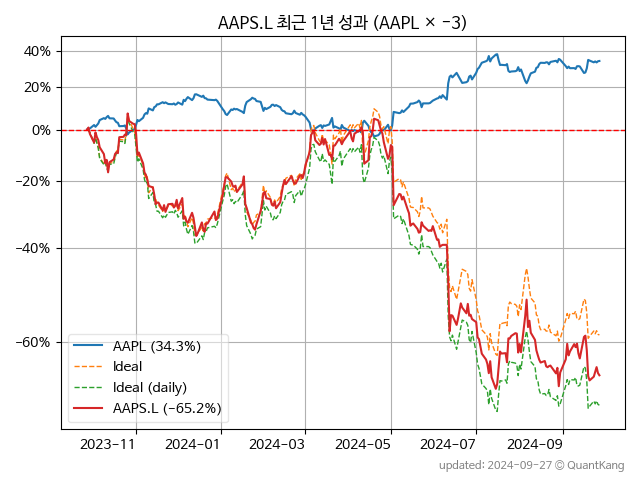 AAPS.L 최근 1년 성과 (AAPL × −3)
40%
20%
0%
−20%
−40%
−60%
AAPL (34.3%)
Ideal
Ideal (daily)
AAPS.L (−65.2%)
2023-11
2024-01
2024-03
2024-05
2024-07
2024-09
updated: 2024-09-27 © QuantKang